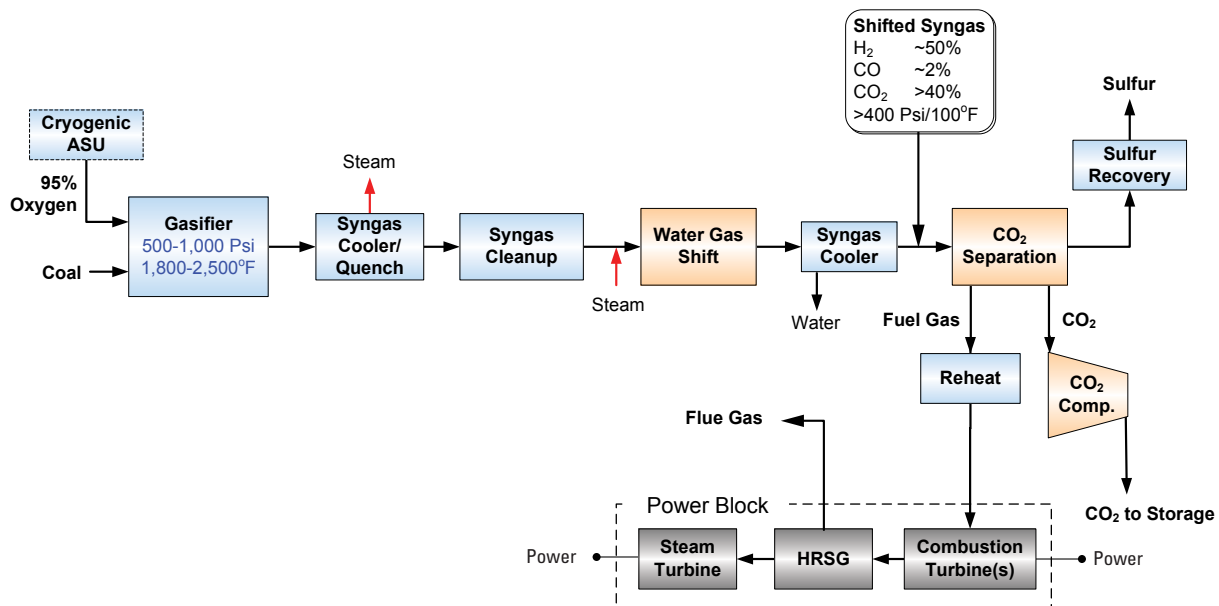 Shifted Syngas
H₂ ~50%
CO ~2%
CO₂ >40%
>400 Psi/100°F
Sulfur
Cryogenic
ASU
Steam
Sulfur
Recovery
95%
Oxygen
Gasifier
500-1,000 Psi
1,800-2,500°F
Syngas
Cooler/
Quench
Syngas
Cleanup
Water Gas
Shift
Syngas
Cooler
CO₂
Separation
Coal
Steam
Water
Fuel Gas
CO₂
Reheat
CO₂
Comp.
Flue Gas
CO₂ to Storage
Power Block
Power
Steam
Turbine
HRSG
Combustion
Turbine(s)
Power